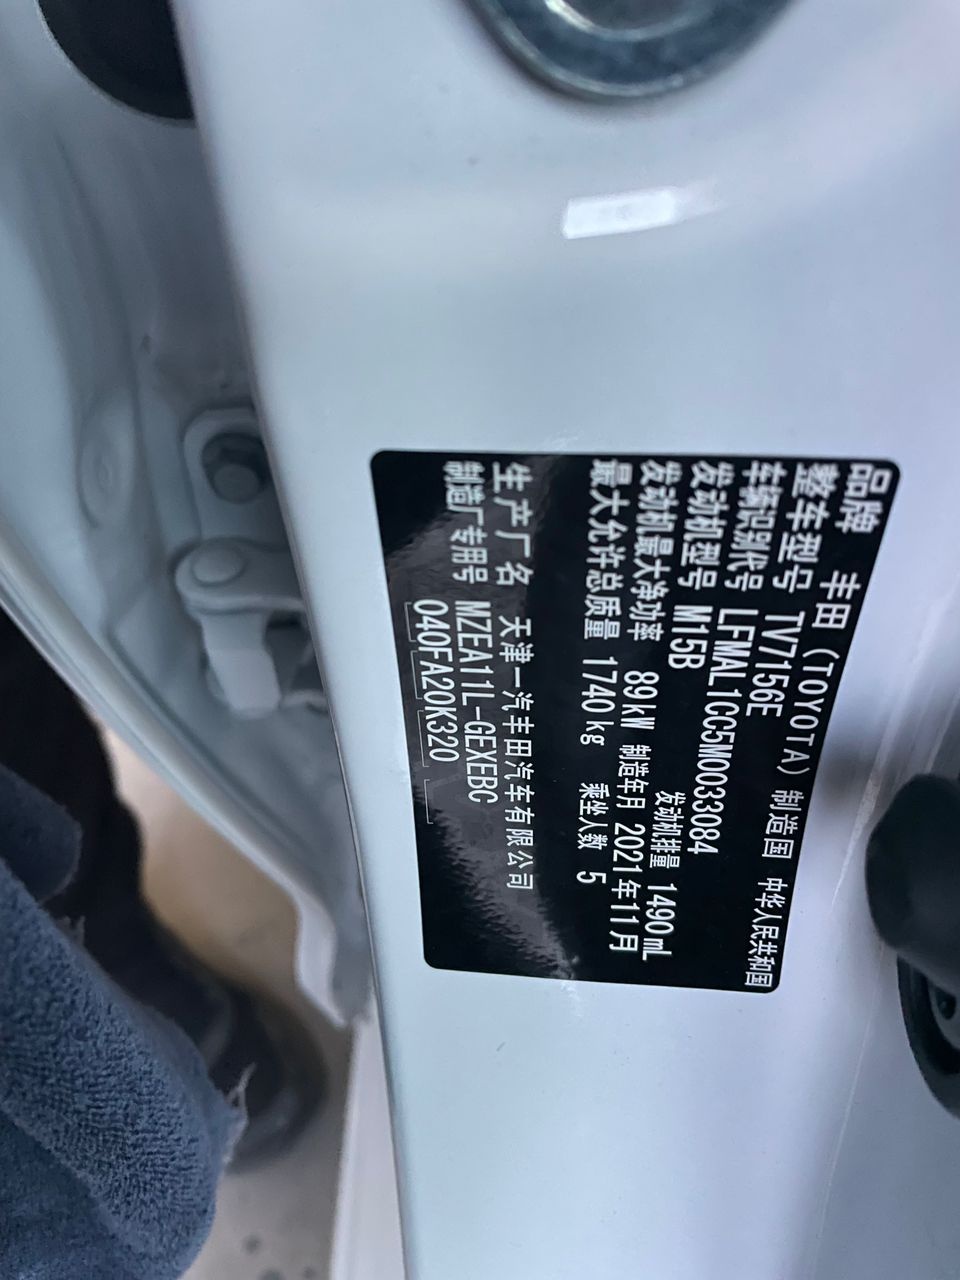 品牌 丰田（TOYOTA）制造国 中华人民共和国
整车型号 TV7156E
车辆识别代号 LFMAL1CC5M0033084
发动机型号 M15B 发动机排量 1490mL
发动机最大净功率 89kW 制造年月 2021年11月
最大允许总质量 1740kg 乘坐人数 5
生产厂名 天津一汽丰田汽车有限公司
制造厂专用号 MZEA11L-GEXEBC
040FA20K320